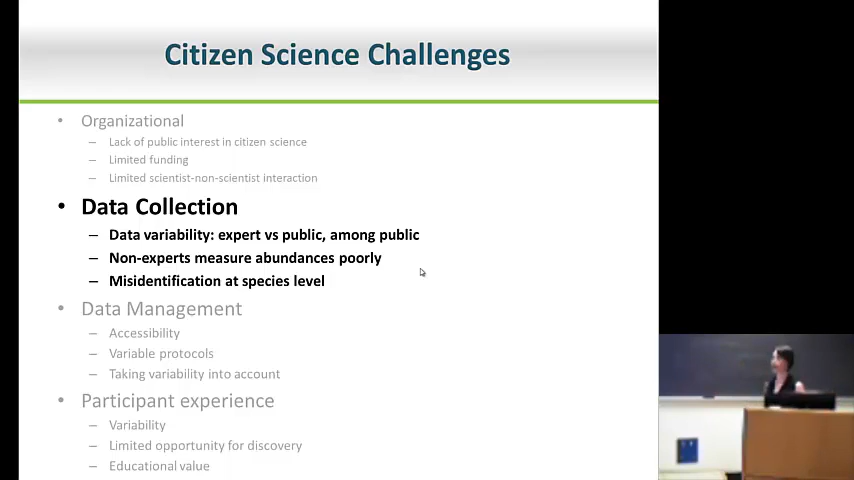 Citizen Science Challenges
• Organizational
– Lack of public interest in citizen science
– Limited funding
– Limited scientist-non-scientist interaction
• Data Collection
– Data variability: expert vs public, among public
– Non-experts measure abundances poorly
– Misidentification at species level
• Data Management
– Accessibility
– Variable protocols
– Taking variability into account
• Participant experience
– Variability
– Limited opportunity for discovery
– Educational value